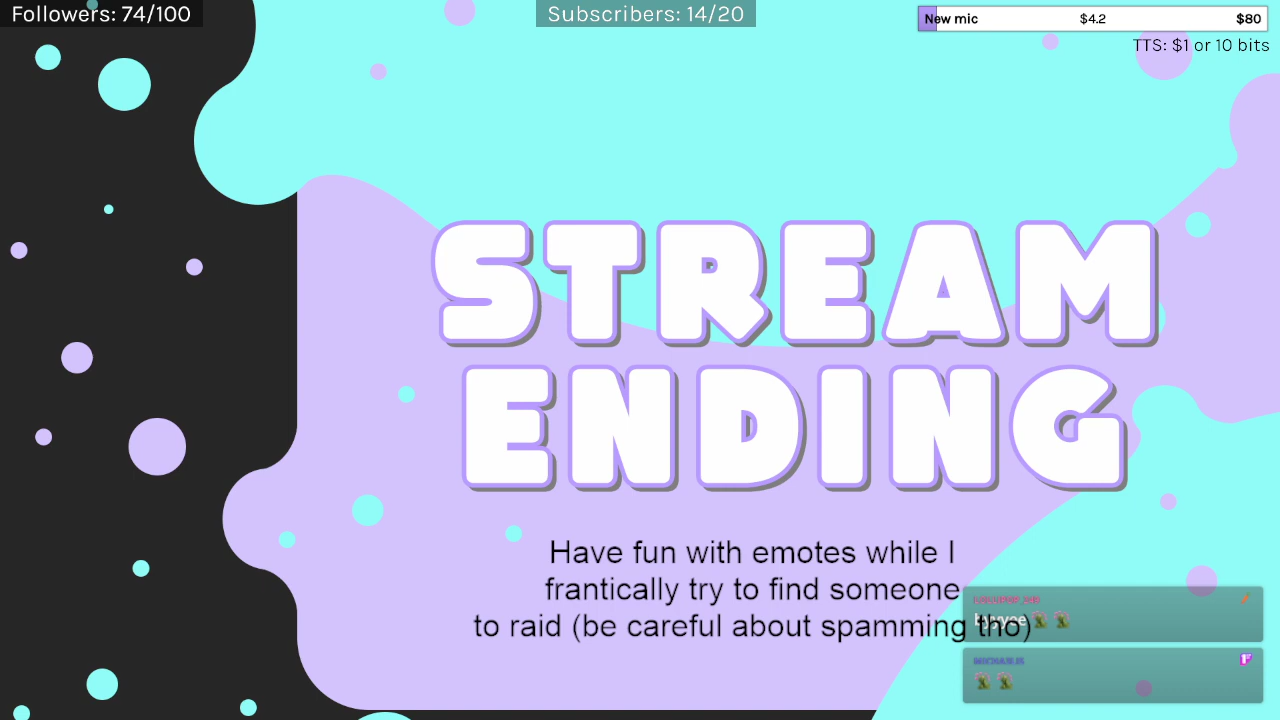 Followers: 74/100
Subscribers: 14/20
New mic $4.2 $80
TTS: $1 or 10 bits
STREAM
ENDING
Have fun with emotes while I
frantically try to find someone
to raid (be careful about spamming tho)